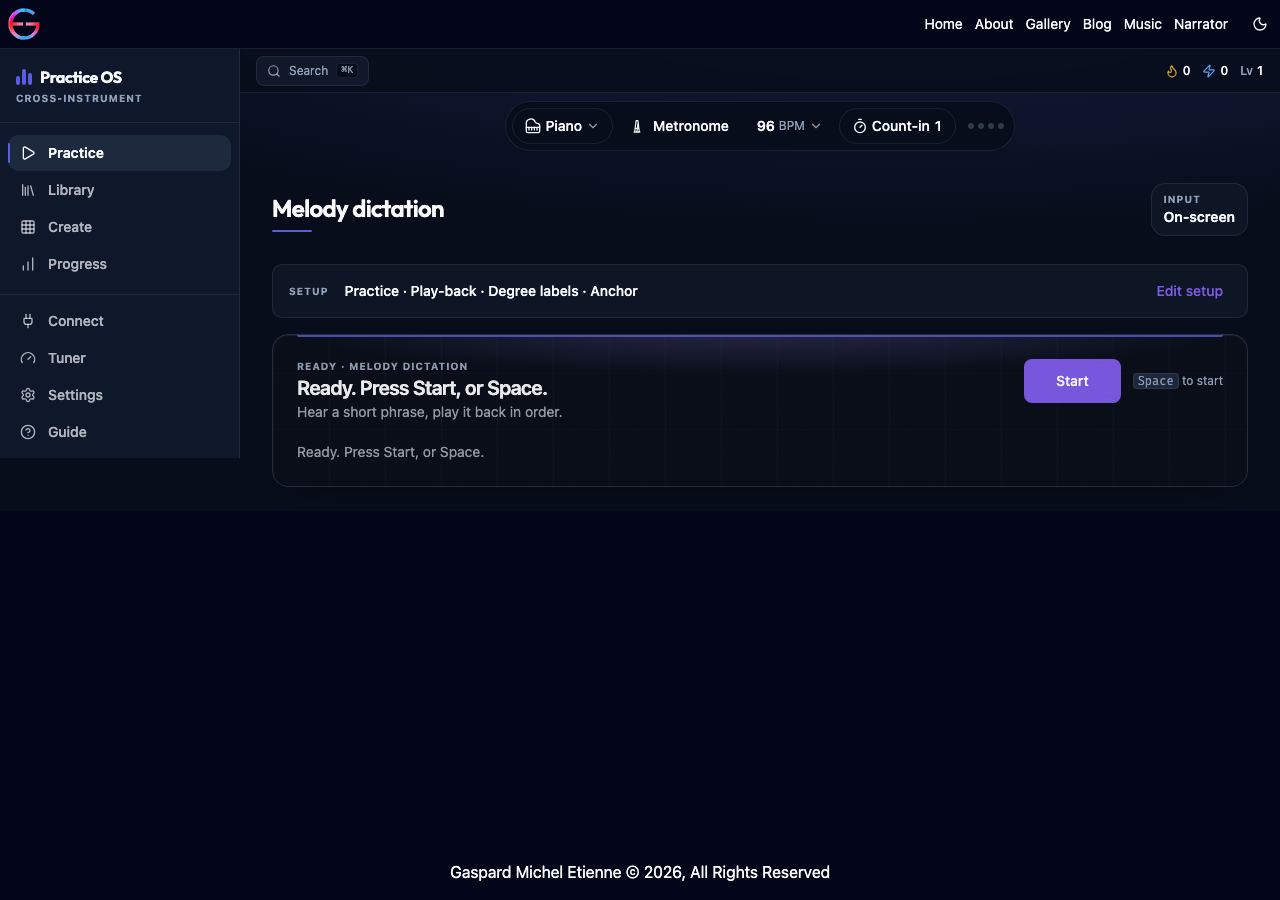 Home About Gallery Blog Music Narrator
Practice OS
CROSS-INSTRUMENT
Search ⌘K
0 0 Lv 1
Piano Metronome 96 BPM Count-in 1
Practice
Library
Create
Progress
Connect
Tuner
Settings
Guide
Melody dictation
INPUT
On-screen
SETUP Practice · Play-back · Degree labels · Anchor Edit setup
READY · MELODY DICTATION
Ready. Press Start, or Space.
Hear a short phrase, play it back in order.
Start Space to start
Ready. Press Start, or Space.
Gaspard Michel Etienne © 2026, All Rights Reserved